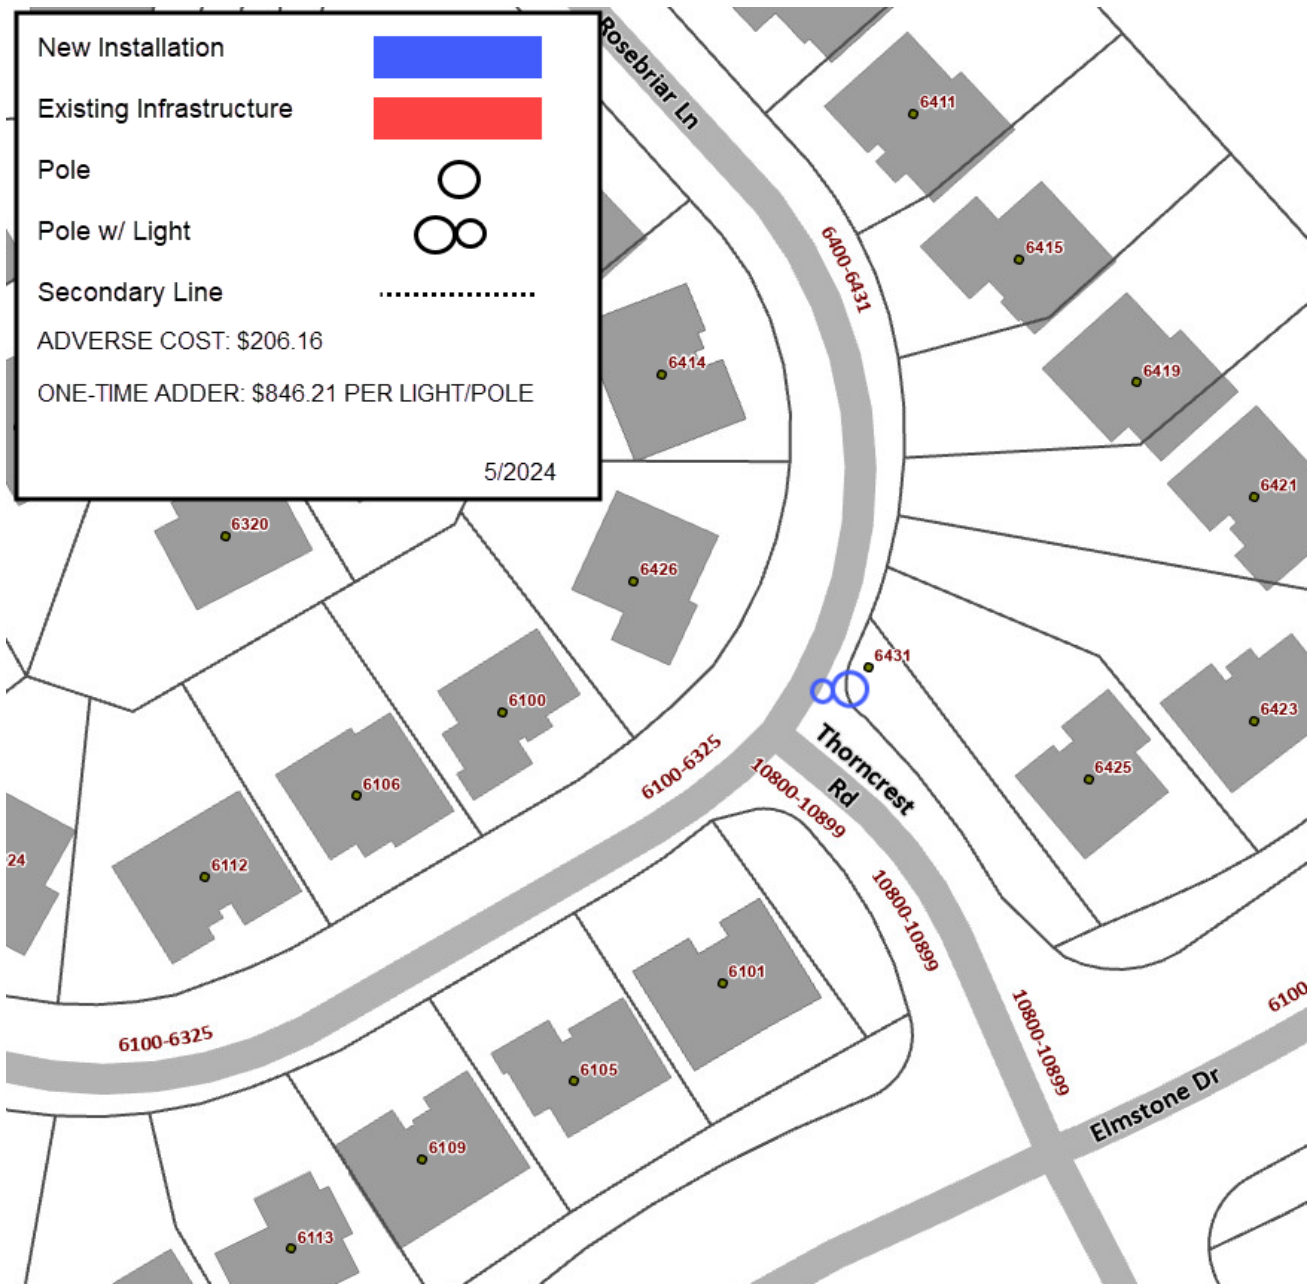 New Installation
Existing Infrastructure
Pole
Pole w/ Light
Secondary Line
ADVERSE COST: $206.16
ONE-TIME ADDER: $846.21 PER LIGHT/POLE
5/2024
Rosebriar Ln
6411
6400-6431
6415
6414
6419
6421
6320
6426
6431
6100
6423
Thorncrest
Rd
6100-6325
10800-10899
6425
6106
6112
24
10800-10899
6101
6100
10800-10899
6100-6325
6105
Elmstone Dr
6109
6113